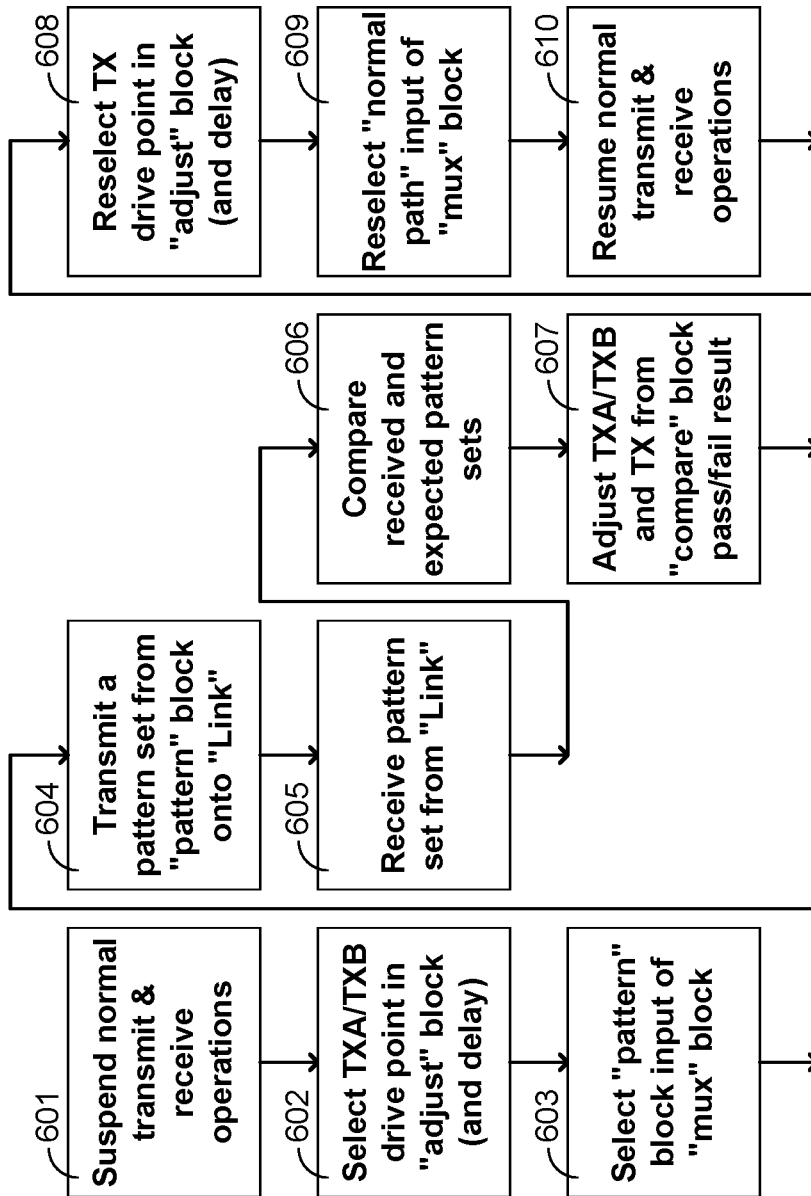 601
Suspend normal
transmit &
receive
operations
602
Select TXA/TXB
drive point in
"adjust" block
(and delay)
603
Select "pattern"
block input of
"mux" block
604
Transmit a
pattern set from
"pattern" block
onto "Link"
605
Receive pattern
set from "Link"
606
Compare
received and
expected pattern
sets
607
Adjust TXA/TXB
and TX from
"compare" block
pass/fail result
608
Reselect TX
drive point in
"adjust" block
(and delay)
609
Reselect "normal
path" input of
"mux" block
610
Resume normal
transmit &
receive
operations